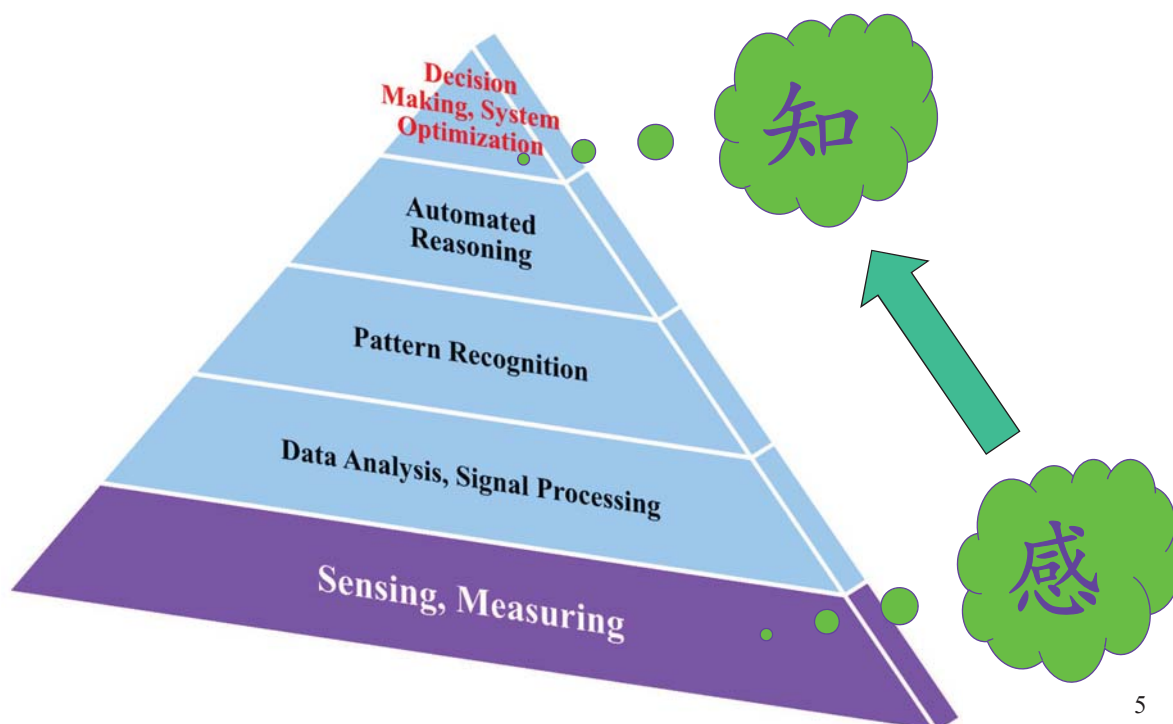 Decision
Making, System
Optimization
知
Automated
Reasoning
Pattern Recognition
Data Analysis, Signal Processing
Sensing, Measuring
感
5